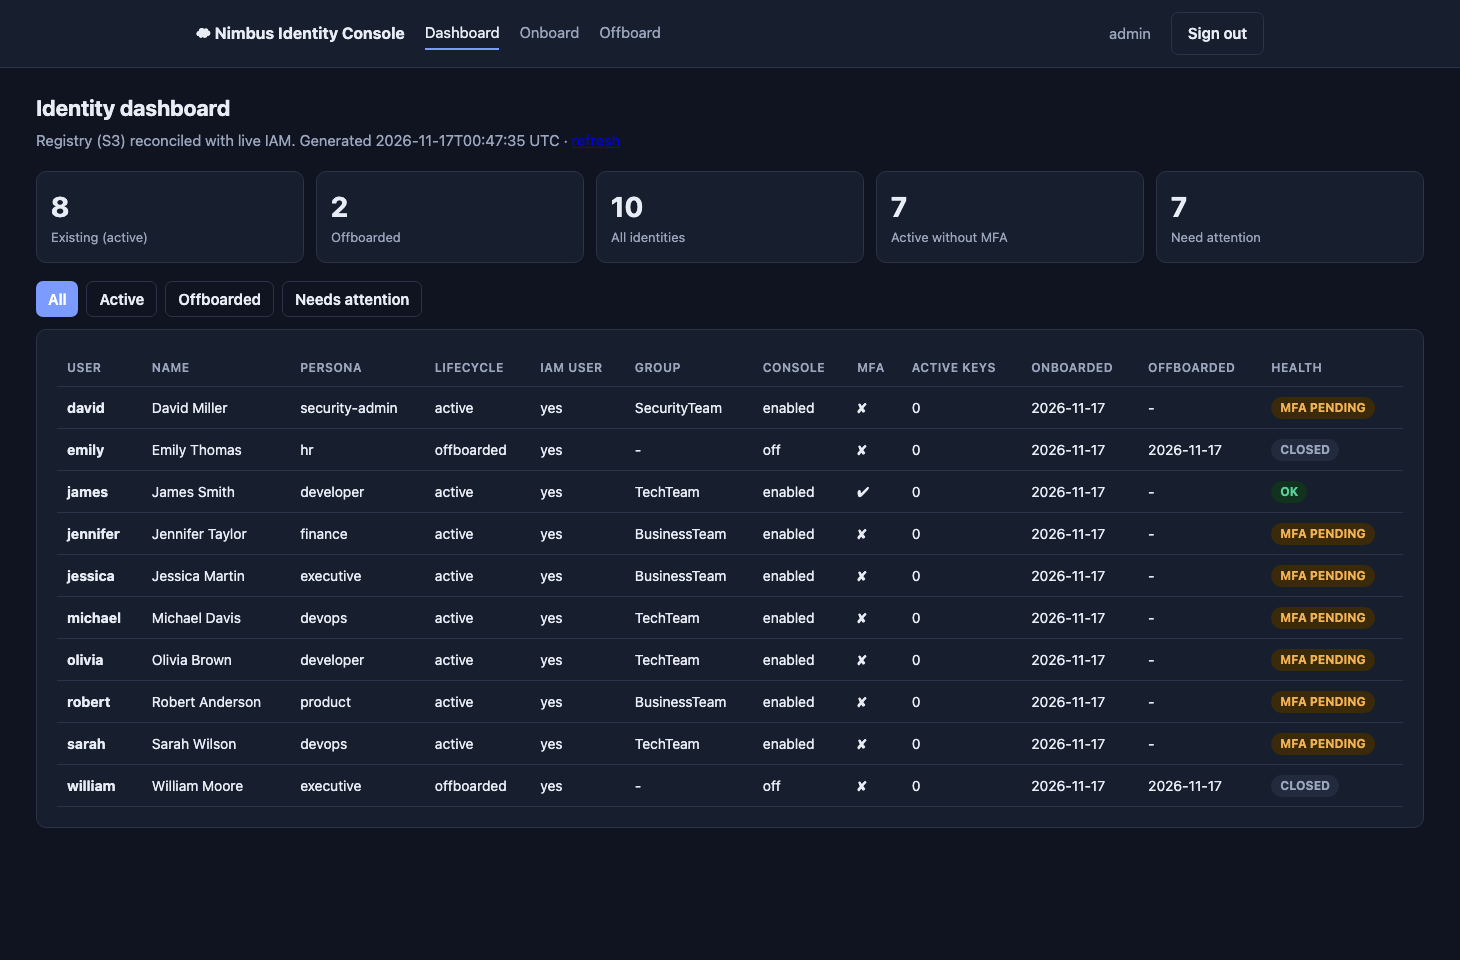 Nimbus Identity Console Dashboard Onboard Offboard admin Sign out
Identity dashboard
Registry (S3) reconciled with live IAM. Generated 2026-11-17T00:47:35 UTC · refresh
8 2 10 7 7
Existing (active) Offboarded All identities Active without MFA Need attention
All Active Offboarded Needs attention
USER NAME PERSONA LIFECYCLE IAM USER GROUP CONSOLE MFA ACTIVE KEYS ONBOARDED OFFBOARDED HEALTH
david David Miller security-admin active yes SecurityTeam enabled ✘ 0 2026-11-17 - MFA PENDING
emily Emily Thomas hr offboarded yes - off ✘ 0 2026-11-17 2026-11-17 CLOSED
james James Smith developer active yes TechTeam enabled ✔ 0 2026-11-17 - OK
jennifer Jennifer Taylor finance active yes BusinessTeam enabled ✘ 0 2026-11-17 - MFA PENDING
jessica Jessica Martin executive active yes BusinessTeam enabled ✘ 0 2026-11-17 - MFA PENDING
michael Michael Davis devops active yes TechTeam enabled ✘ 0 2026-11-17 - MFA PENDING
olivia Olivia Brown developer active yes TechTeam enabled ✘ 0 2026-11-17 - MFA PENDING
robert Robert Anderson product active yes BusinessTeam enabled ✘ 0 2026-11-17 - MFA PENDING
sarah Sarah Wilson devops active yes TechTeam enabled ✘ 0 2026-11-17 - MFA PENDING
william William Moore executive offboarded yes - off ✘ 0 2026-11-17 2026-11-17 CLOSED